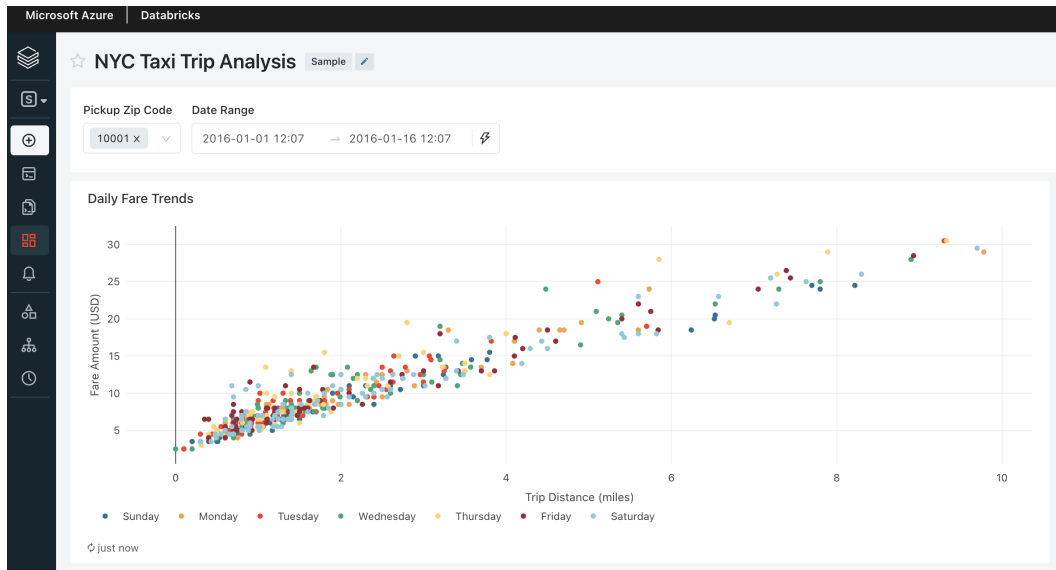 Microsoft Azure Databricks
NYC Taxi Trip Analysis Sample
S
Pickup Zip Code Date Range
10001 × 2016-01-01 12:07 → 2016-01-16 12:07
Daily Fare Trends
Fare Amount (USD)
30
25
20
15
10
5
0 2 4 6 8 10
Trip Distance (miles)
Sunday Monday Tuesday Wednesday Thursday Friday Saturday
just now